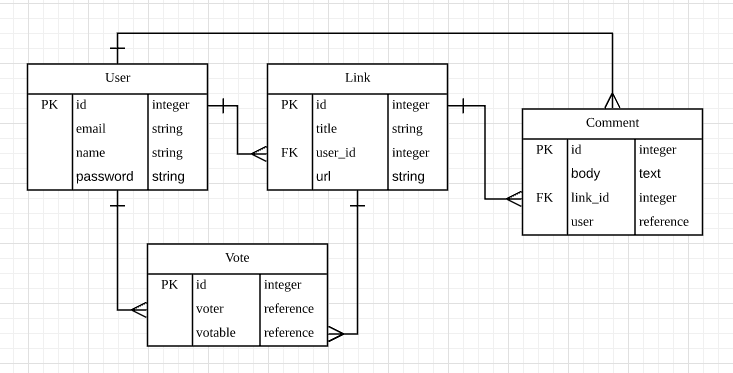 User
PK id integer
email string
name string
password string
Link
PK id integer
title string
FK user_id integer
url string
Comment
PK id integer
body text
FK link_id integer
user reference
Vote
PK id integer
voter reference
votable reference